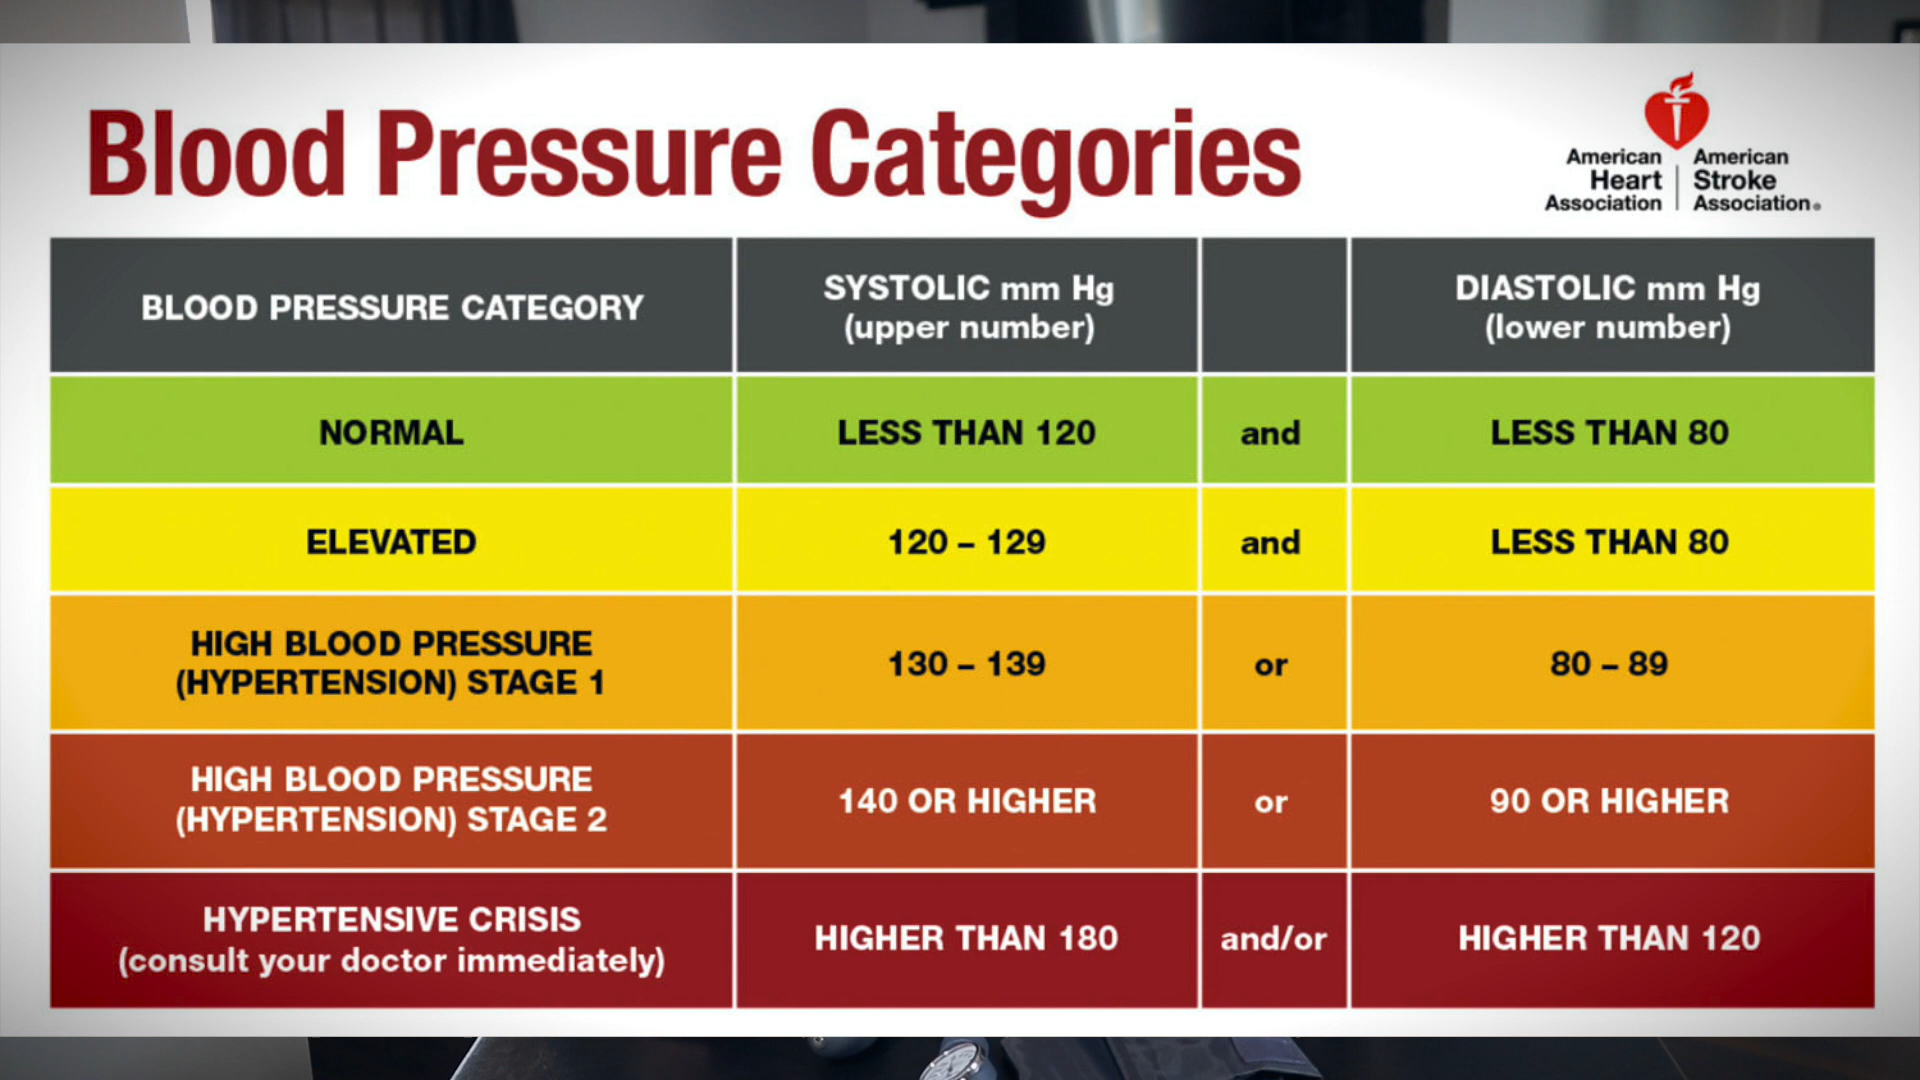 Blood Pressure Categories
American Heart Association
American Stroke Association®
BLOOD PRESSURE CATEGORY
SYSTOLIC mm Hg
(upper number)
DIASTOLIC mm Hg
(lower number)
NORMAL
LESS THAN 120
and
LESS THAN 80
ELEVATED
120 – 129
and
LESS THAN 80
HIGH BLOOD PRESSURE
(HYPERTENSION) STAGE 1
130 – 139
or
80 – 89
HIGH BLOOD PRESSURE
(HYPERTENSION) STAGE 2
140 OR HIGHER
or
90 OR HIGHER
HYPERTENSIVE CRISIS
(consult your doctor immediately)
HIGHER THAN 180
and/or
HIGHER THAN 120